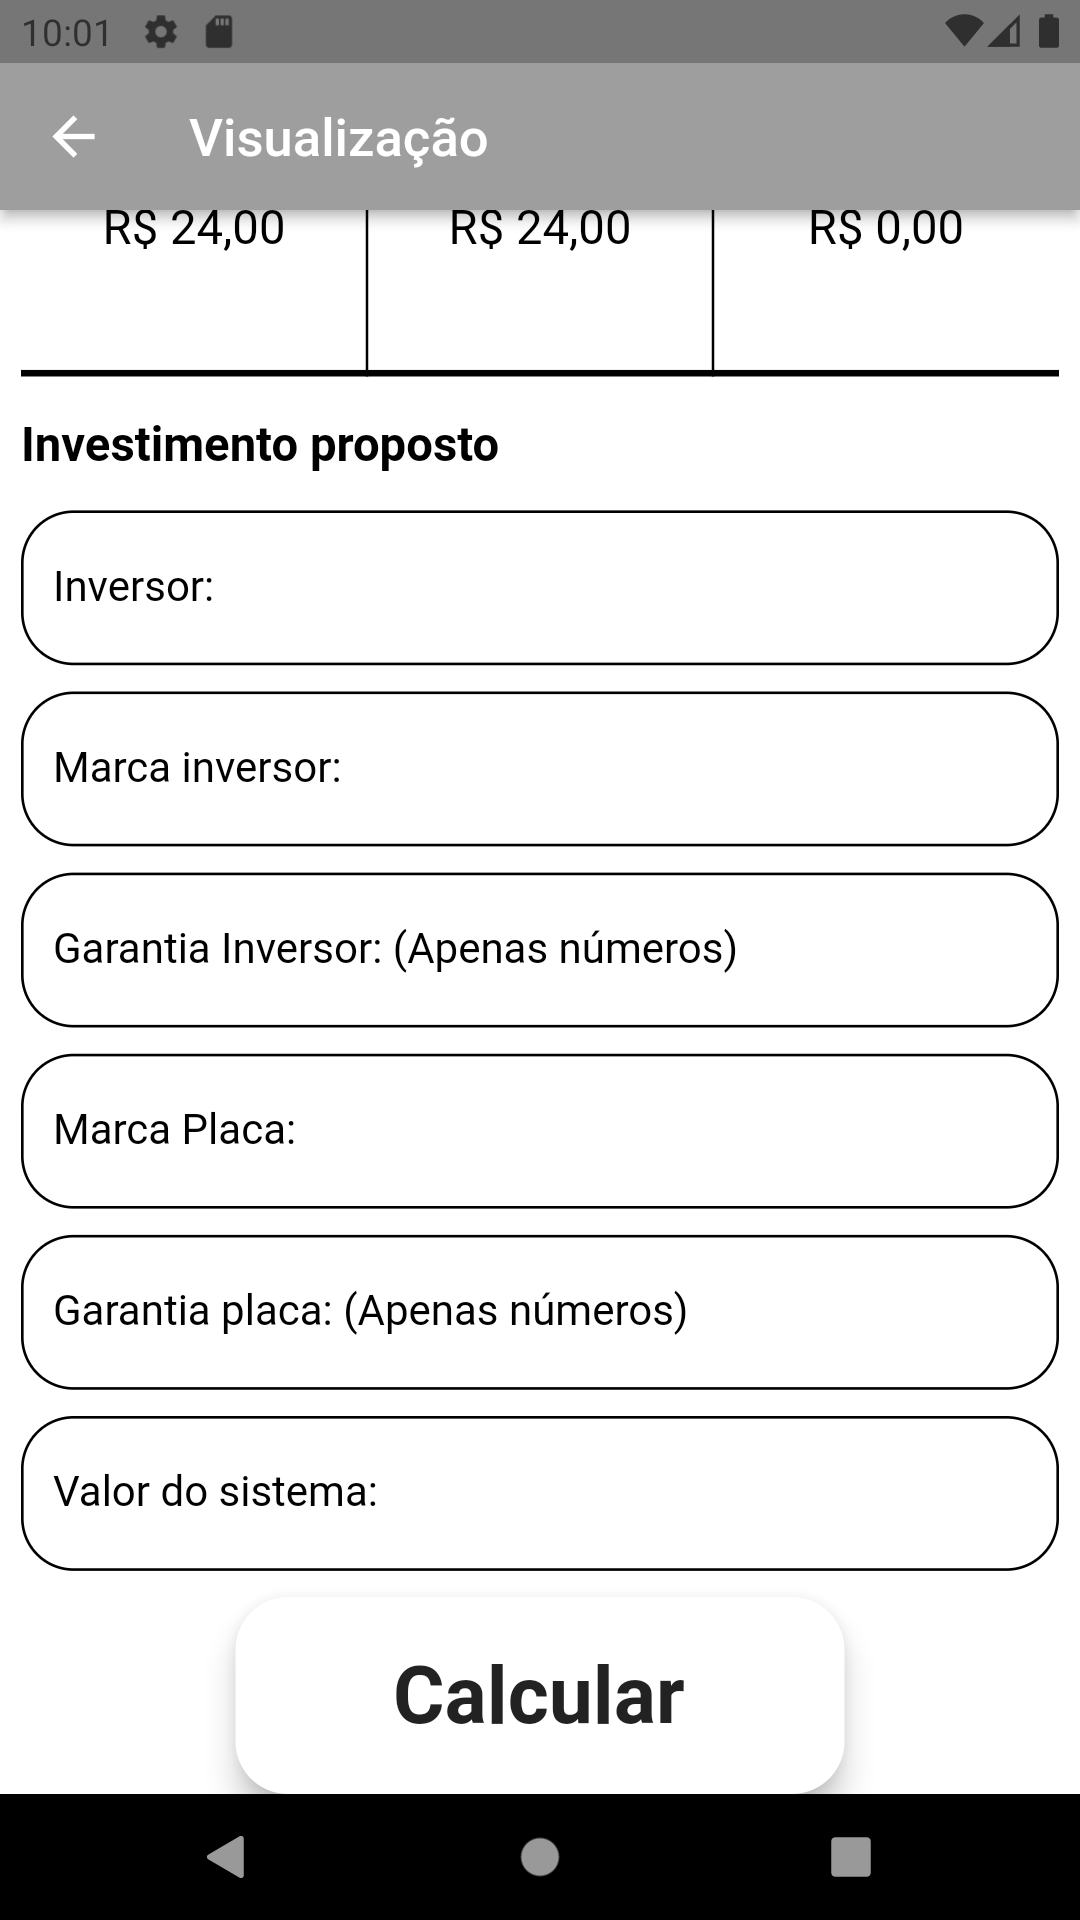 10:01
Visualização
R$ 24,00 R$ 24,00 R$ 0,00
Investimento proposto
Inversor:
Marca inversor:
Garantia Inversor: (Apenas números)
Marca Placa:
Garantia placa: (Apenas números)
Valor do sistema:
Calcular